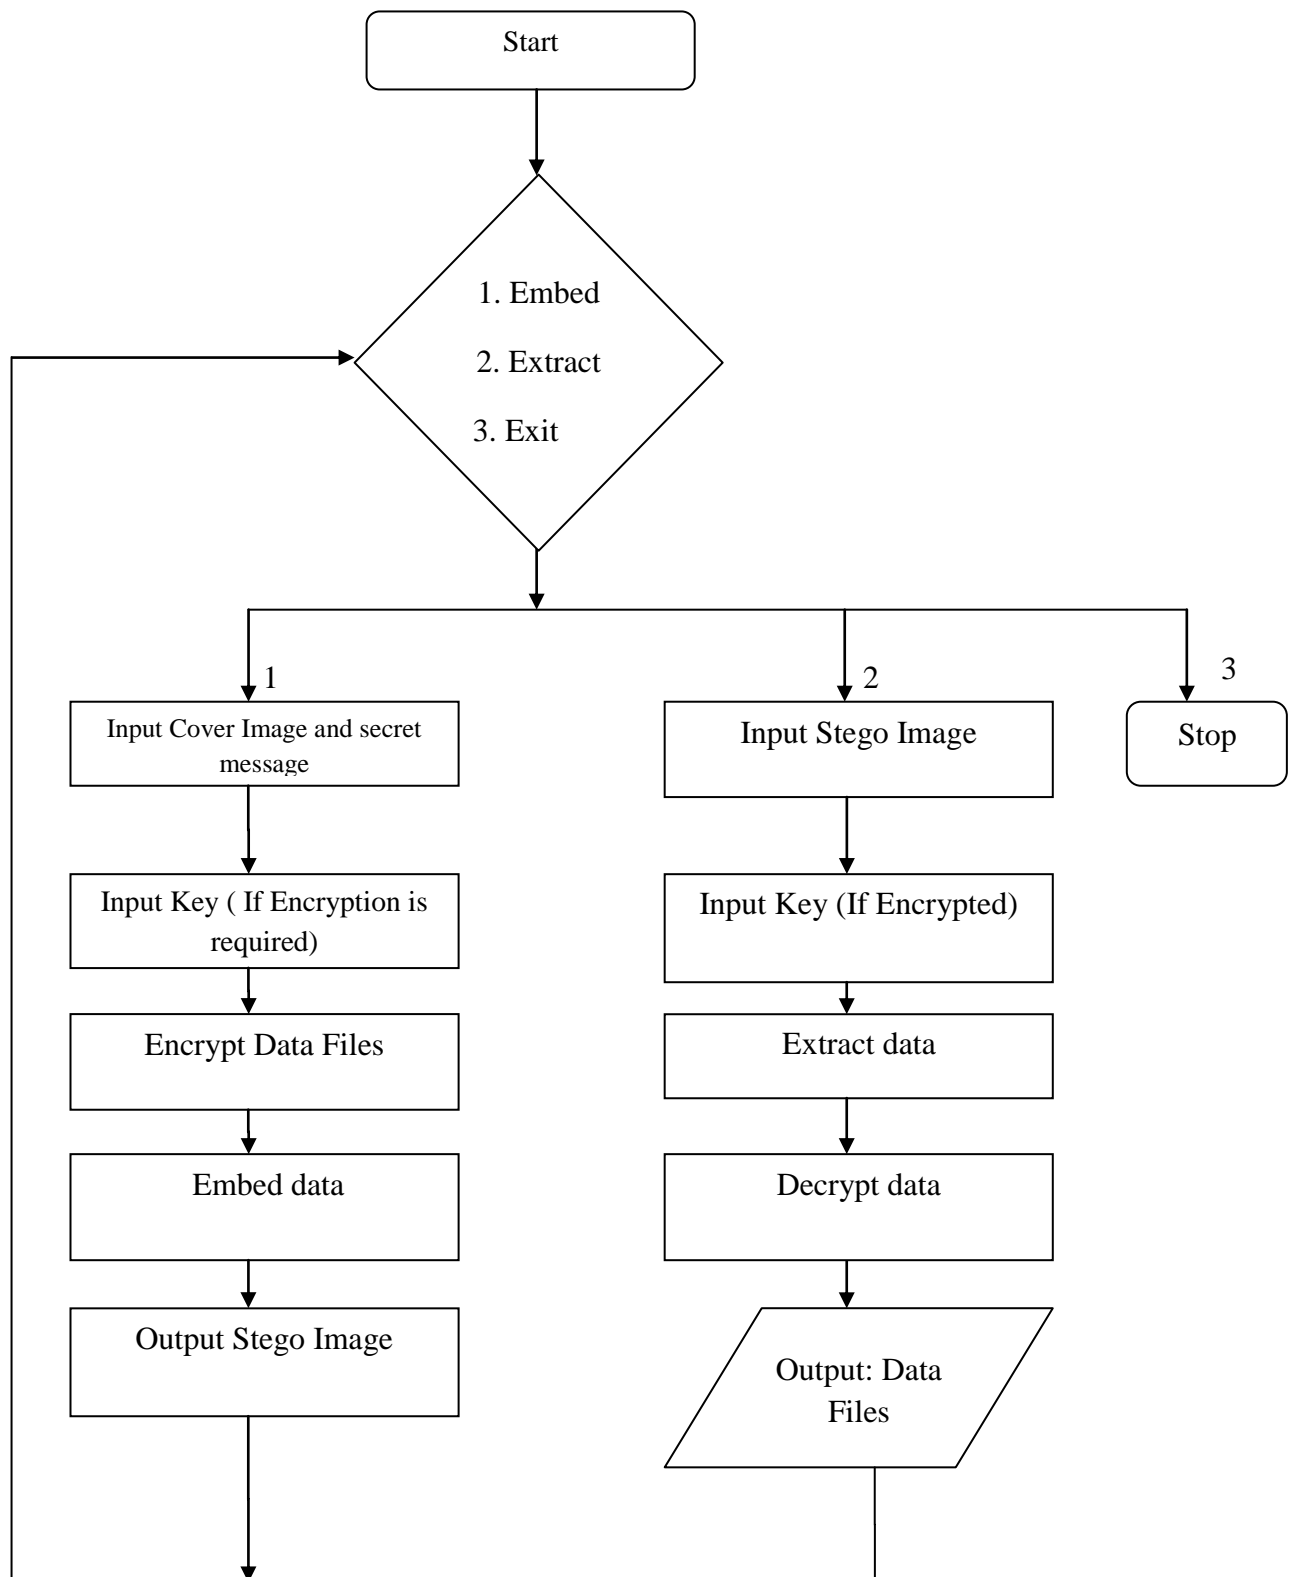 Start
1. Embed
2. Extract
3. Exit
1
2
3
Input Cover Image and secret
message
Input Key ( If Encryption is
required)
Encrypt Data Files
Embed data
Output Stego Image
Input Stego Image
Input Key (If Encrypted)
Extract data
Decrypt data
Output: Data
Files
Stop